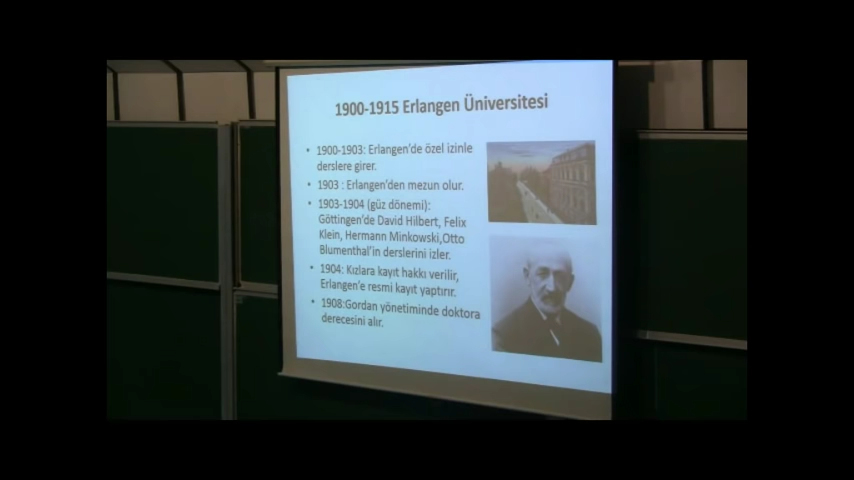 1900-1915 Erlangen Üniversitesi
• 1900-1903: Erlangen'de özel izinle
derslere girer.
• 1903 : Erlangen'den mezun olur.
• 1903-1904 (güz dönemi):
Göttingen'de David Hilbert, Felix
Klein, Hermann Minkowski,Otto
Blumenthal'in derslerini izler.
• 1904: Kızlara kayıt hakkı verilir,
Erlangen'e resmi kayıt yaptırır.
• 1908:Gordan yönetiminde doktora
derecesini alır.